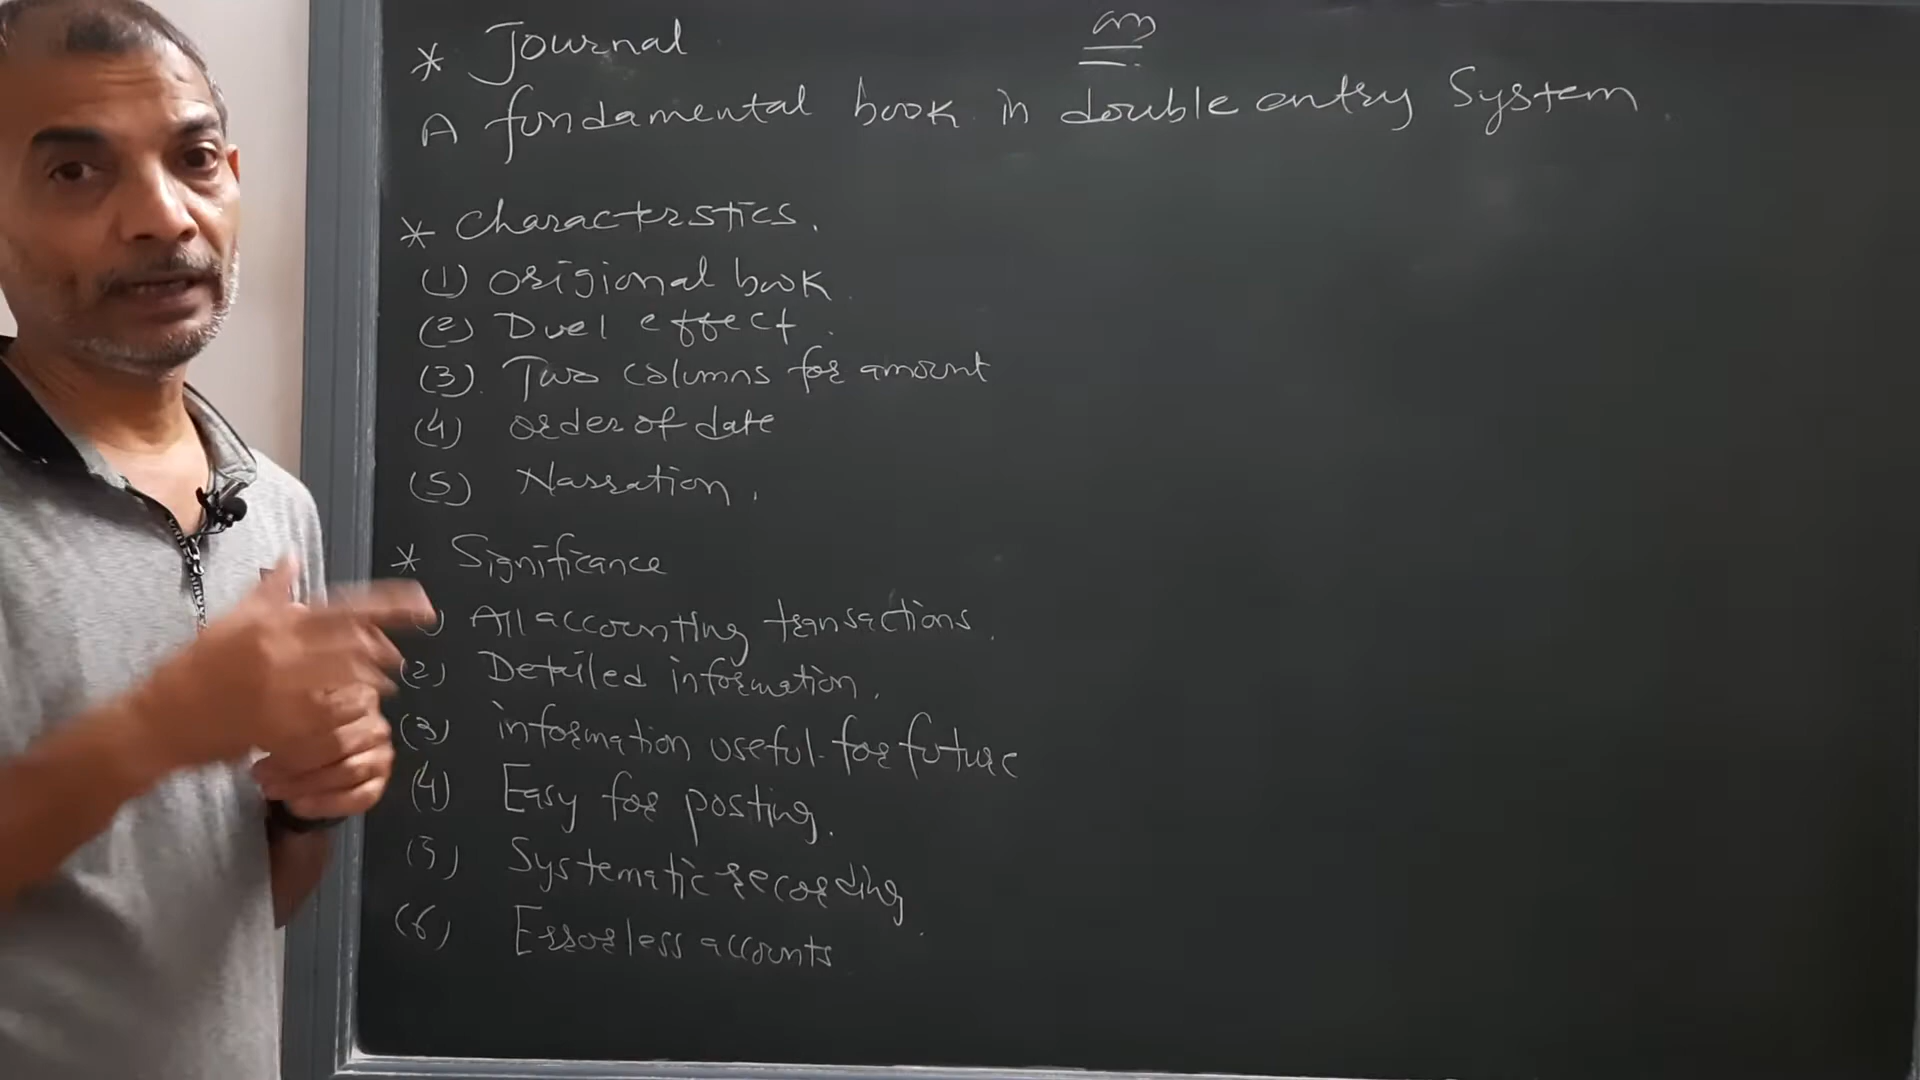 * Journal
A fundamental book in double entry System.
* Characterstics.
(1) Origional book.
(2) Duel effect.
(3) Two columns for amount
(4) order of date
(5) Narration.
* Significance
) All accounting transactions.
(2) Detailed information.
(3) information useful for future
(4) Easy for posting.
(5) Systematic recording.
(6) Errorless accounts